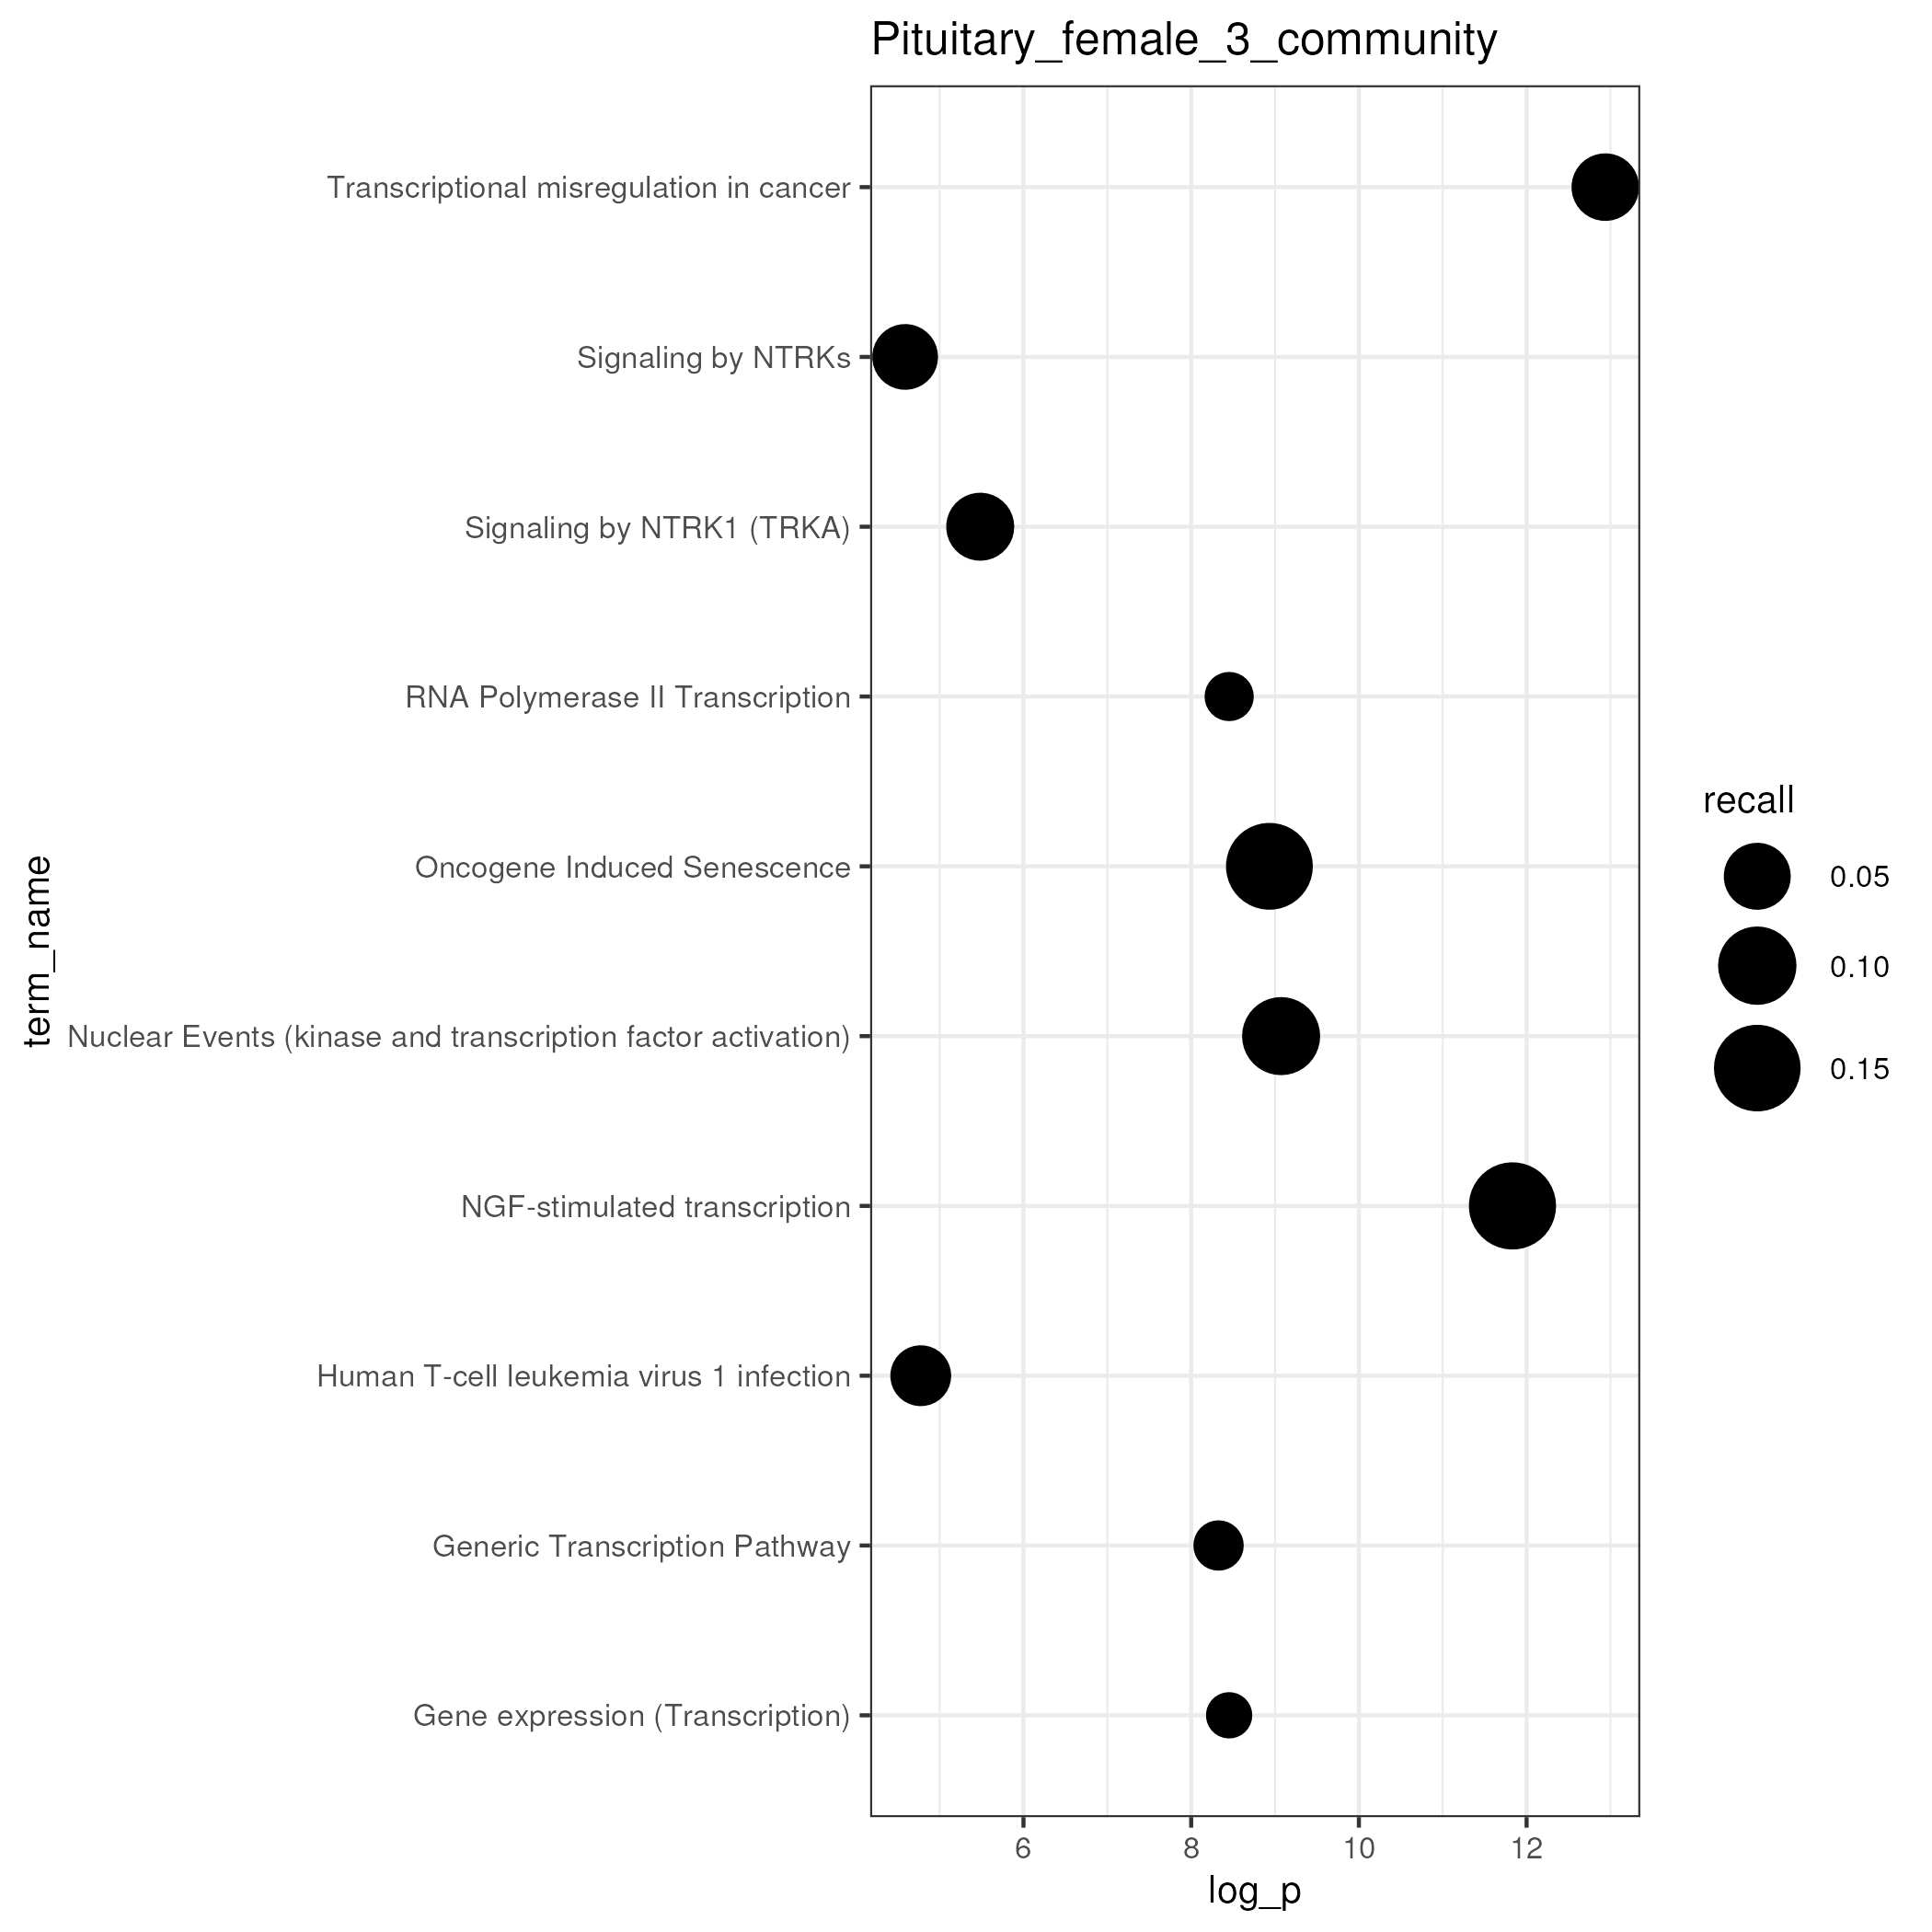 Pituitary_female_3_community
term_name
Transcriptional misregulation in cancer
Signaling by NTRKs
Signaling by NTRK1 (TRKA)
RNA Polymerase II Transcription
Oncogene Induced Senescence
Nuclear Events (kinase and transcription factor activation)
NGF-stimulated transcription
Human T-cell leukemia virus 1 infection
Generic Transcription Pathway
Gene expression (Transcription)
6 8 10 12
log_p
recall
0.05
0.10
0.15